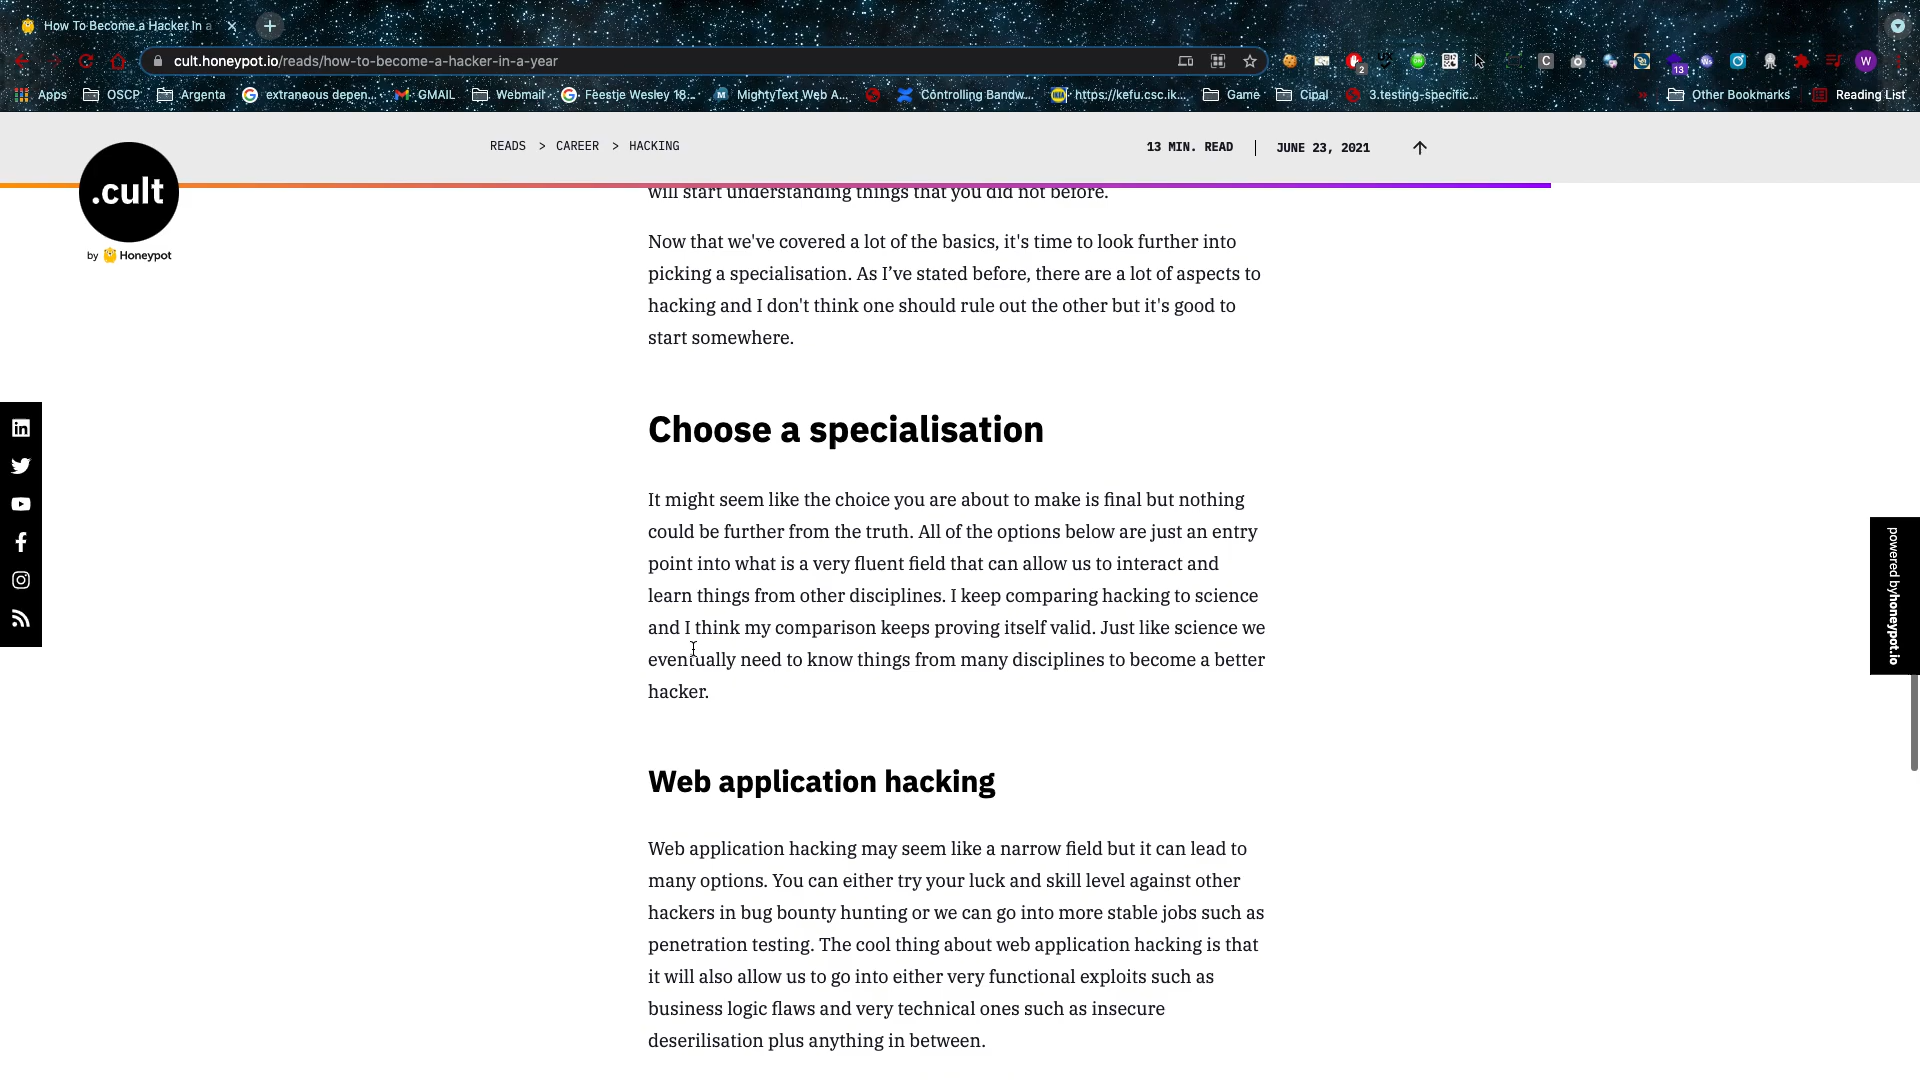 How To Become a Hacker in a
cult.honeypot.io/reads/how-to-become-a-hacker-in-a-year
2
13
W
Apps
OSCP
Argenta
extraneous depen...
GMAIL
Webmail
Feestje Wesley 18...
MightyText Web A...
Controlling Bandw...
https://kefu.csc.ik...
Game
Cipal
3.testing-specific...
Other Bookmarks
Reading List
.cult
by Honeypot
READS > CAREER > HACKING
13 MIN. READ | JUNE 23, 2021
will start understanding things that you did not before.
Now that we've covered a lot of the basics, it's time to look further into
picking a specialisation. As I’ve stated before, there are a lot of aspects to
hacking and I don't think one should rule out the other but it's good to
start somewhere.
Choose a specialisation
It might seem like the choice you are about to make is final but nothing
could be further from the truth. All of the options below are just an entry
point into what is a very fluent field that can allow us to interact and
learn things from other disciplines. I keep comparing hacking to science
and I think my comparison keeps proving itself valid. Just like science we
eventually need to know things from many disciplines to become a better
hacker.
Web application hacking
Web application hacking may seem like a narrow field but it can lead to
many options. You can either try your luck and skill level against other
hackers in bug bounty hunting or we can go into more stable jobs such as
penetration testing. The cool thing about web application hacking is that
it will also allow us to go into either very functional exploits such as
business logic flaws and very technical ones such as insecure
deserilisation plus anything in between.
powered by honeypot.io